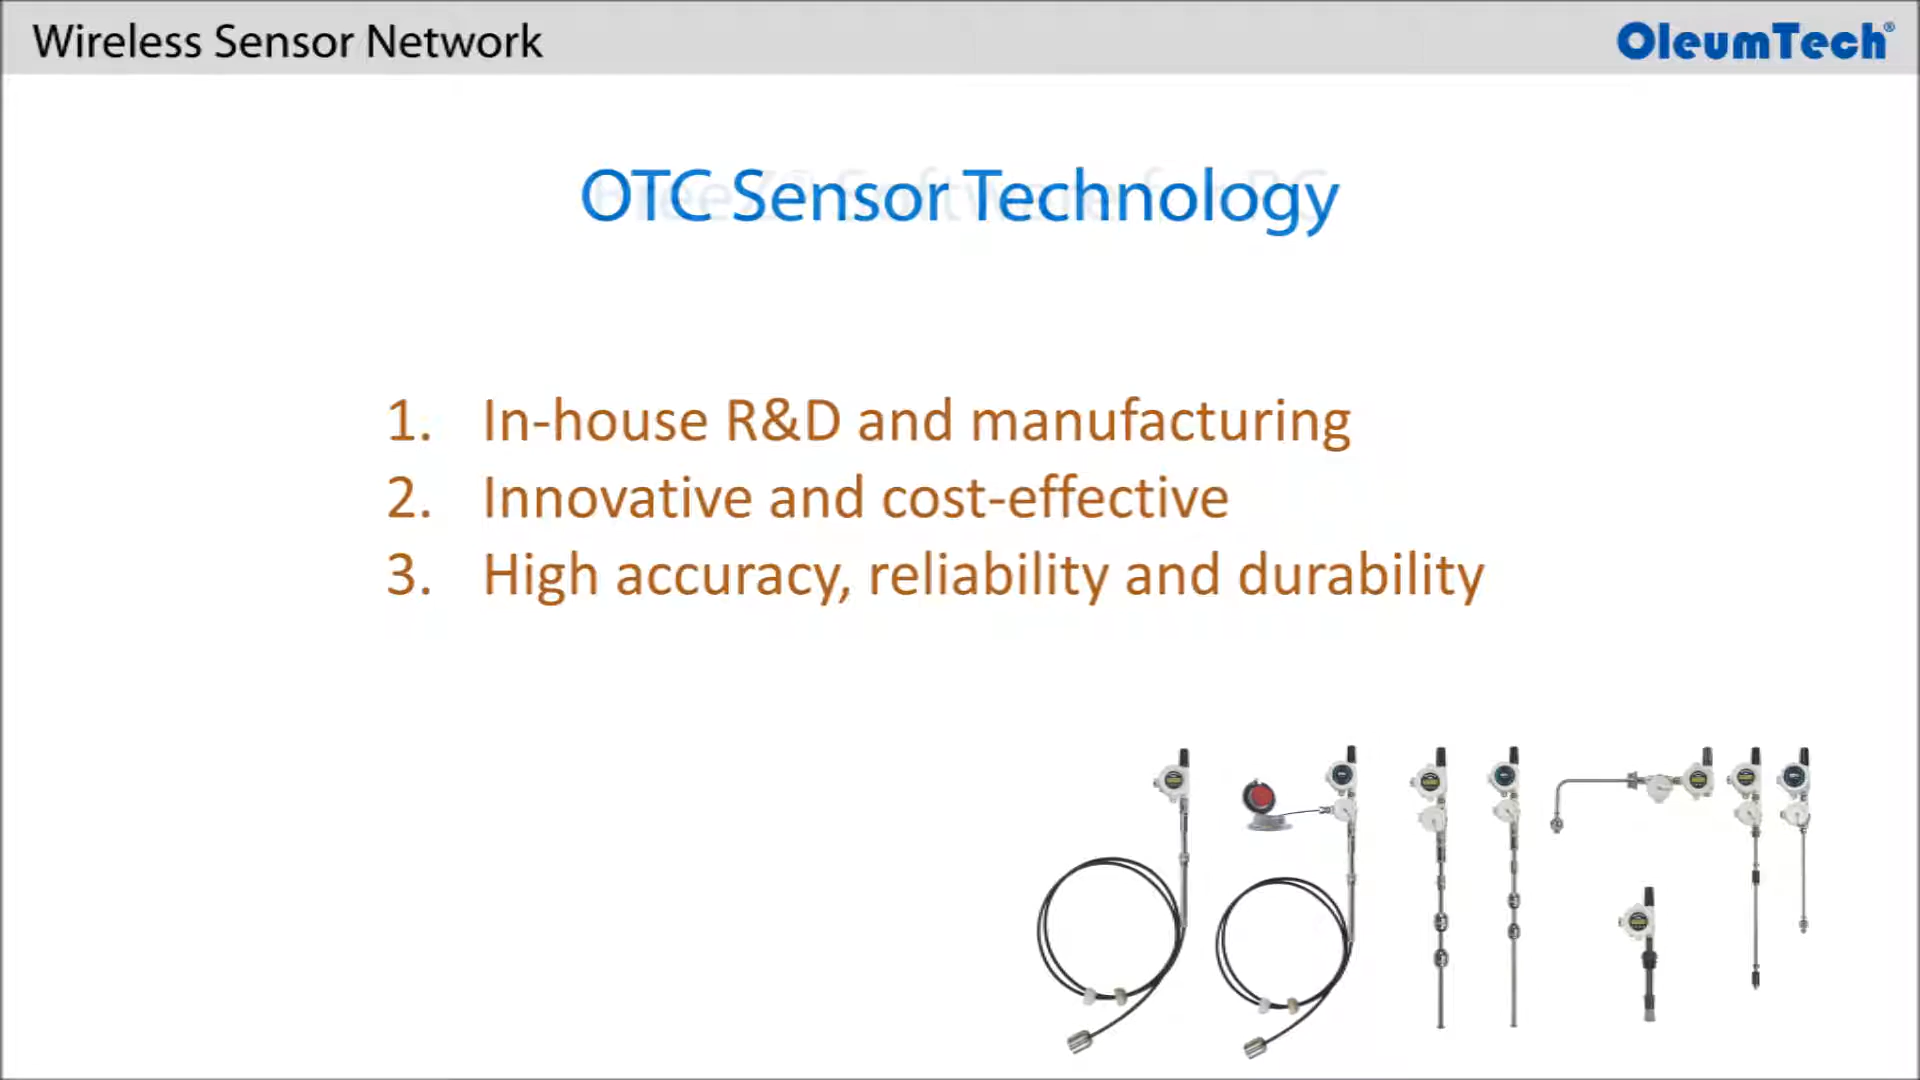 Wireless Sensor Network
OleumTech®
OTC Sensor Technology
1. In-house R&D and manufacturing
2. Innovative and cost-effective
3. High accuracy, reliability and durability